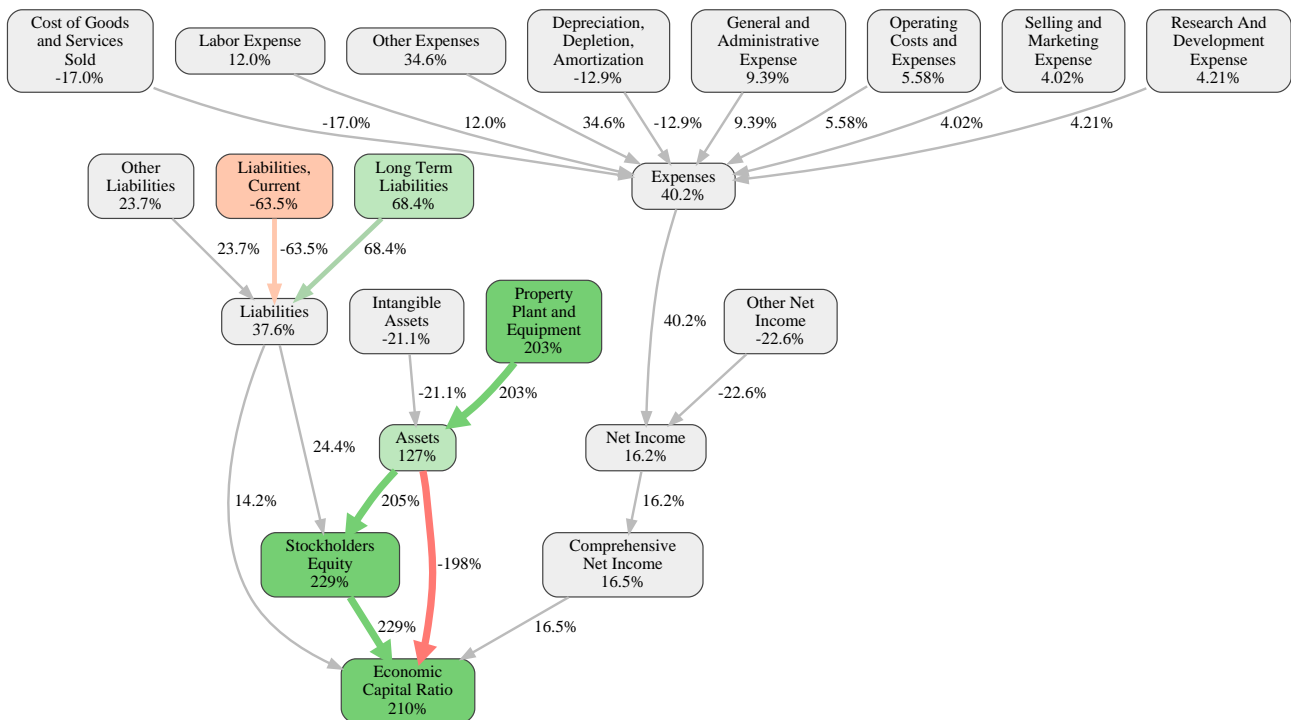 Cost of Goods
and Services
Sold
-17.0%
Labor Expense
12.0%
Other Expenses
34.6%
Depreciation,
Depletion,
Amortization
-12.9%
General and
Administrative
Expense
9.39%
Operating
Costs and
Expenses
5.58%
Selling and
Marketing
Expense
4.02%
Research And
Development
Expense
4.21%
-17.0%
12.0%
34.6%
-12.9%
9.39%
5.58%
4.02%
4.21%
Other
Liabilities
23.7%
Liabilities,
Current
-63.5%
Long Term
Liabilities
68.4%
Expenses
40.2%
23.7%
-63.5%
68.4%
Liabilities
37.6%
Intangible
Assets
-21.1%
Property
Plant and
Equipment
203%
40.2%
Other Net
Income
-22.6%
-21.1%
203%
-22.6%
24.4%
Assets
127%
Net Income
16.2%
14.2%
205%
16.2%
Stockholders
Equity
229%
-198%
Comprehensive
Net Income
16.5%
229%
16.5%
Economic
Capital Ratio
210%